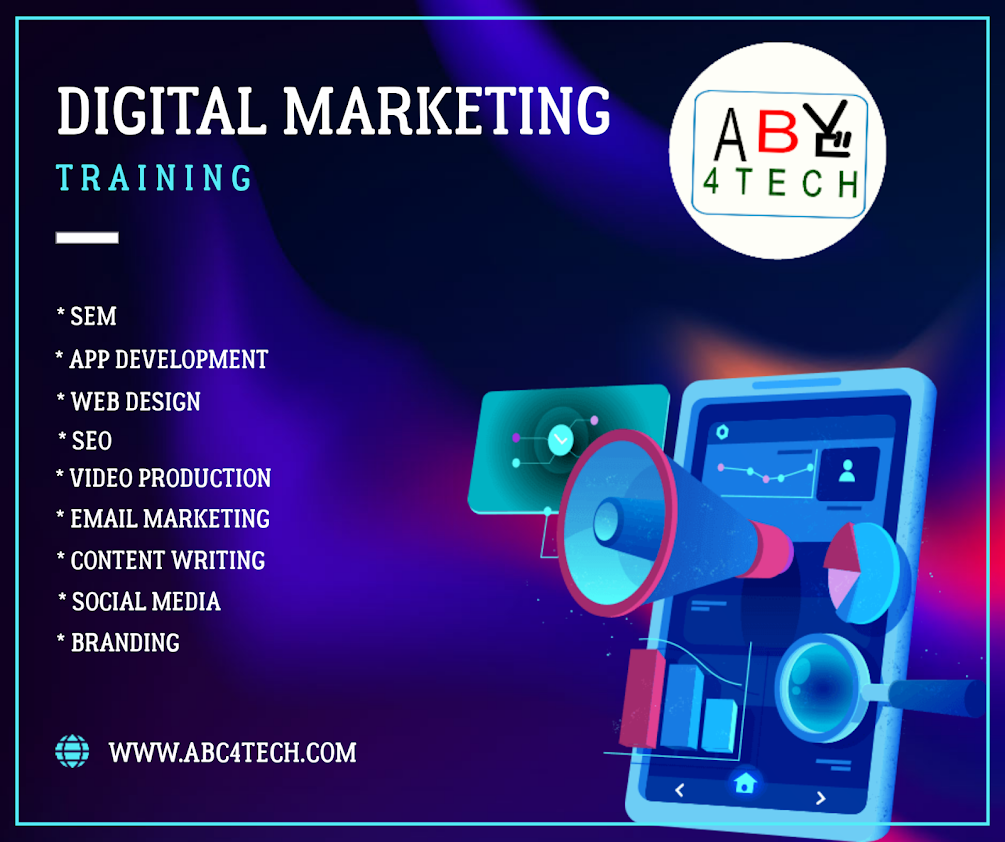 DIGITAL MARKETING
TRAINING
AB
4TECH
* SEM
* APP DEVELOPMENT
* WEB DESIGN
* SEO
* VIDEO PRODUCTION
* EMAIL MARKETING
* CONTENT WRITING
* SOCIAL MEDIA
* BRANDING
WWW.ABC4TECH.COM